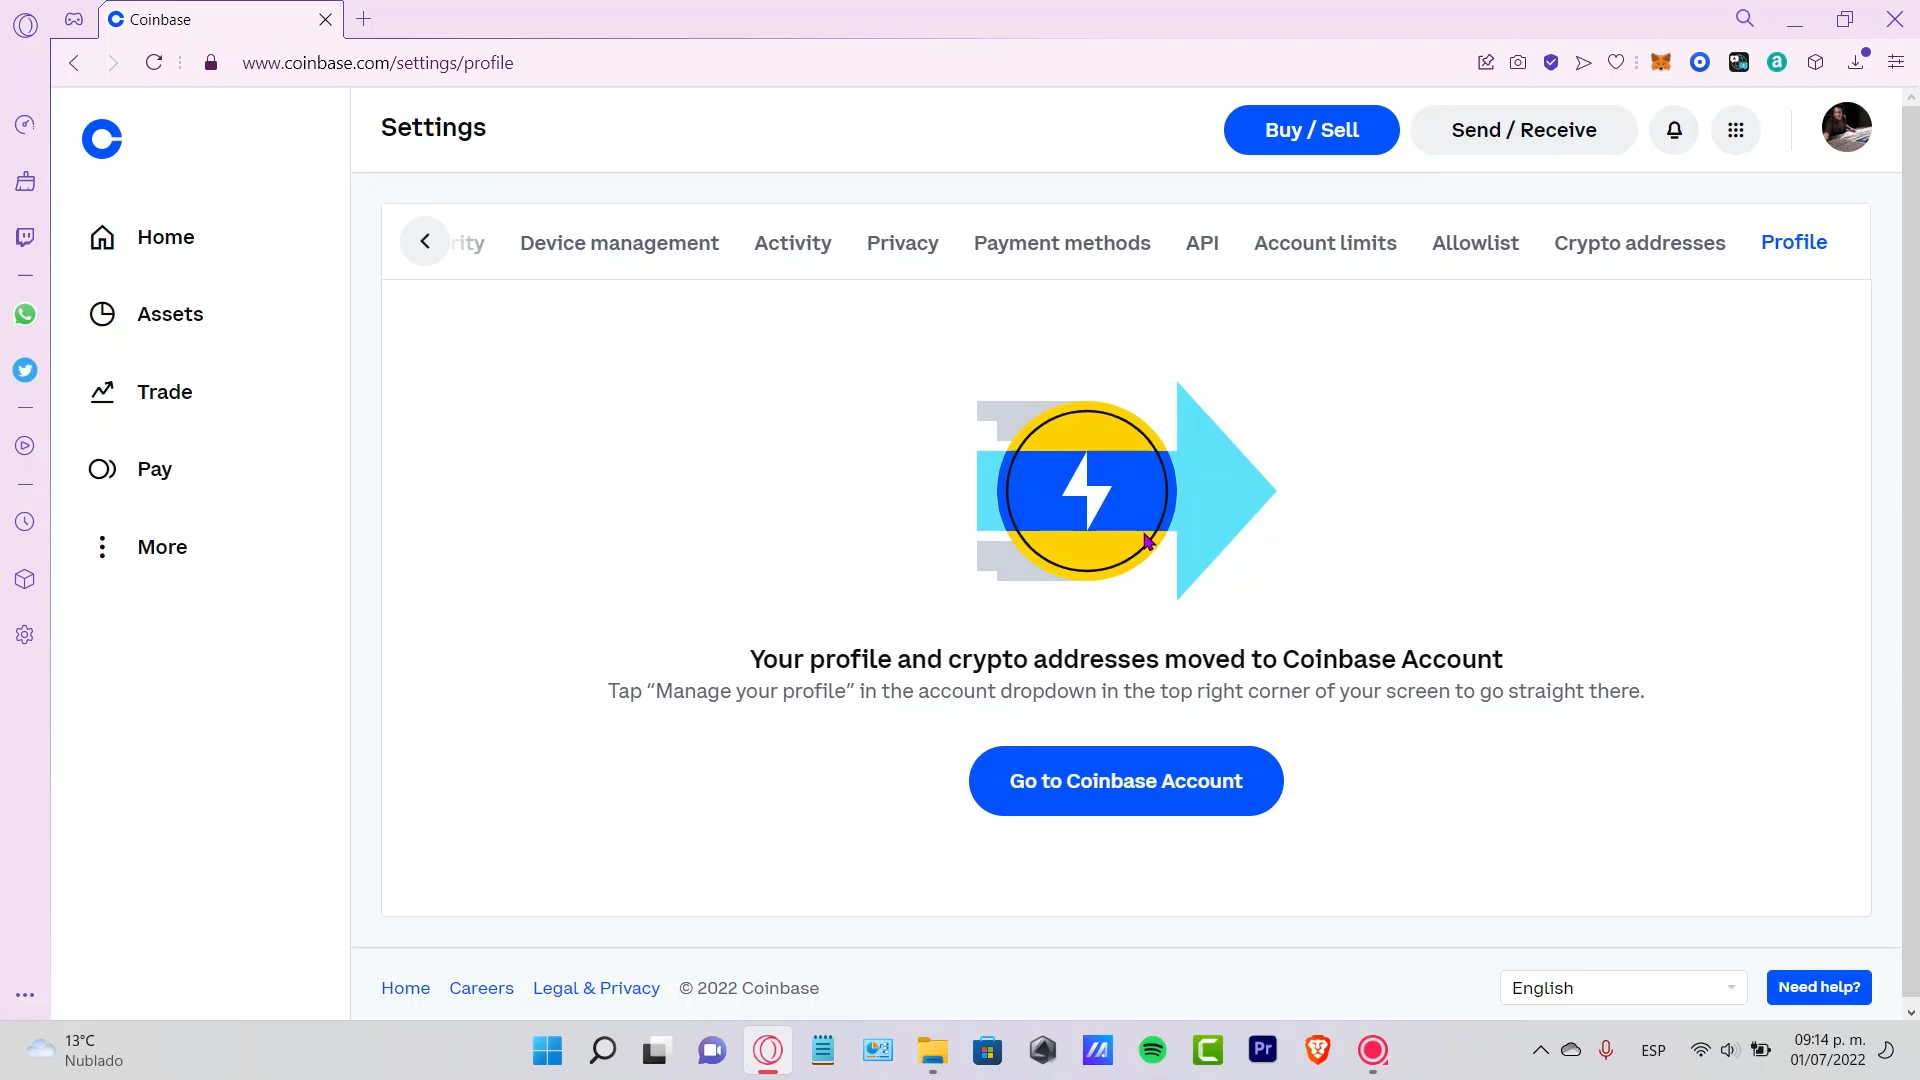 Coinbase
www.coinbase.com/settings/profile
Settings
Buy / Sell
Send / Receive
Home
Assets
Trade
Pay
More
rity
Device management
Activity
Privacy
Payment methods
API
Account limits
Allowlist
Crypto addresses
Profile
Your profile and crypto addresses moved to Coinbase Account
Tap “Manage your profile” in the account dropdown in the top right corner of your screen to go straight there.
Go to Coinbase Account
Home
Careers
Legal & Privacy
© 2022 Coinbase
English
Need help?
13°C
Nublado
Pr
ESP
09:14 p. m.
01/07/2022